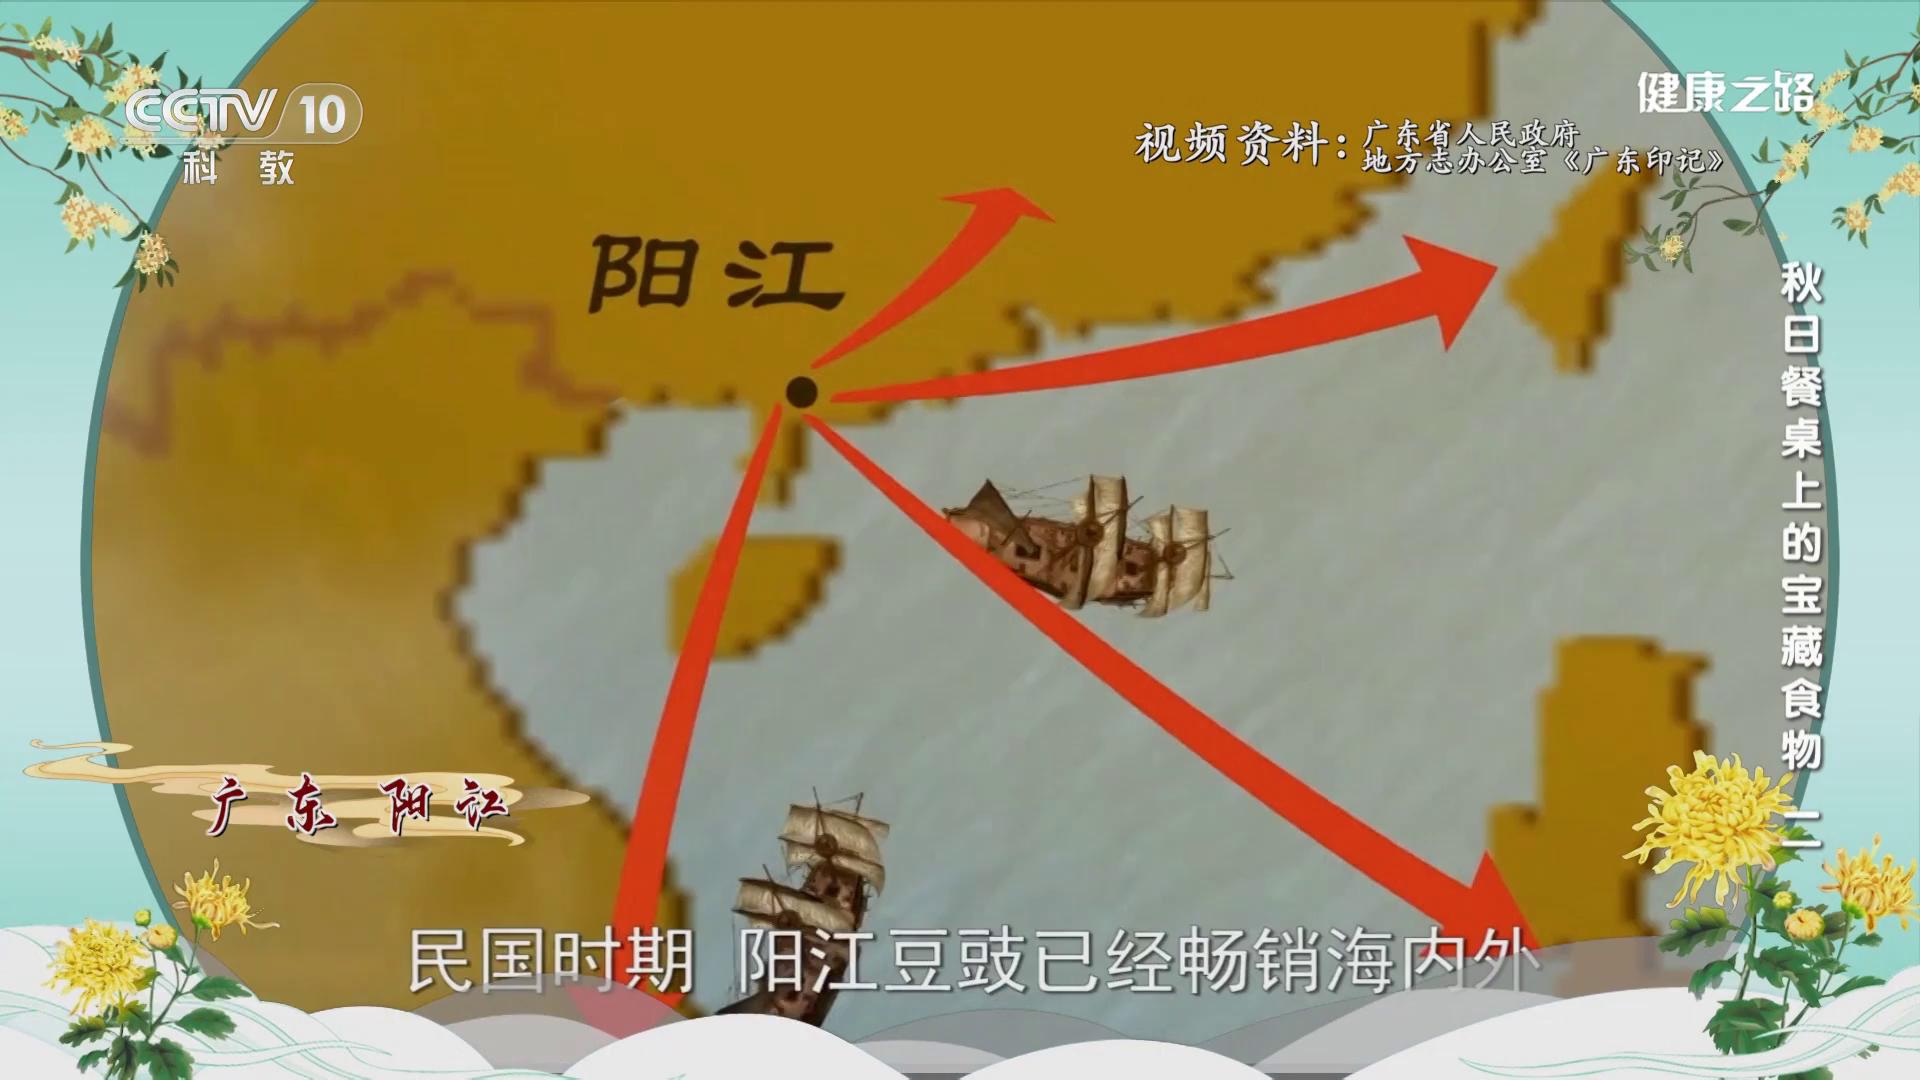 CCTV 10
科 教
健康之路
视频资料：广东省人民政府
地方志办公室《广东印记》
阳江
秋日餐桌上的宝藏食物 二
广东 阳江
民国时期 阳江豆豉已经畅销海内外